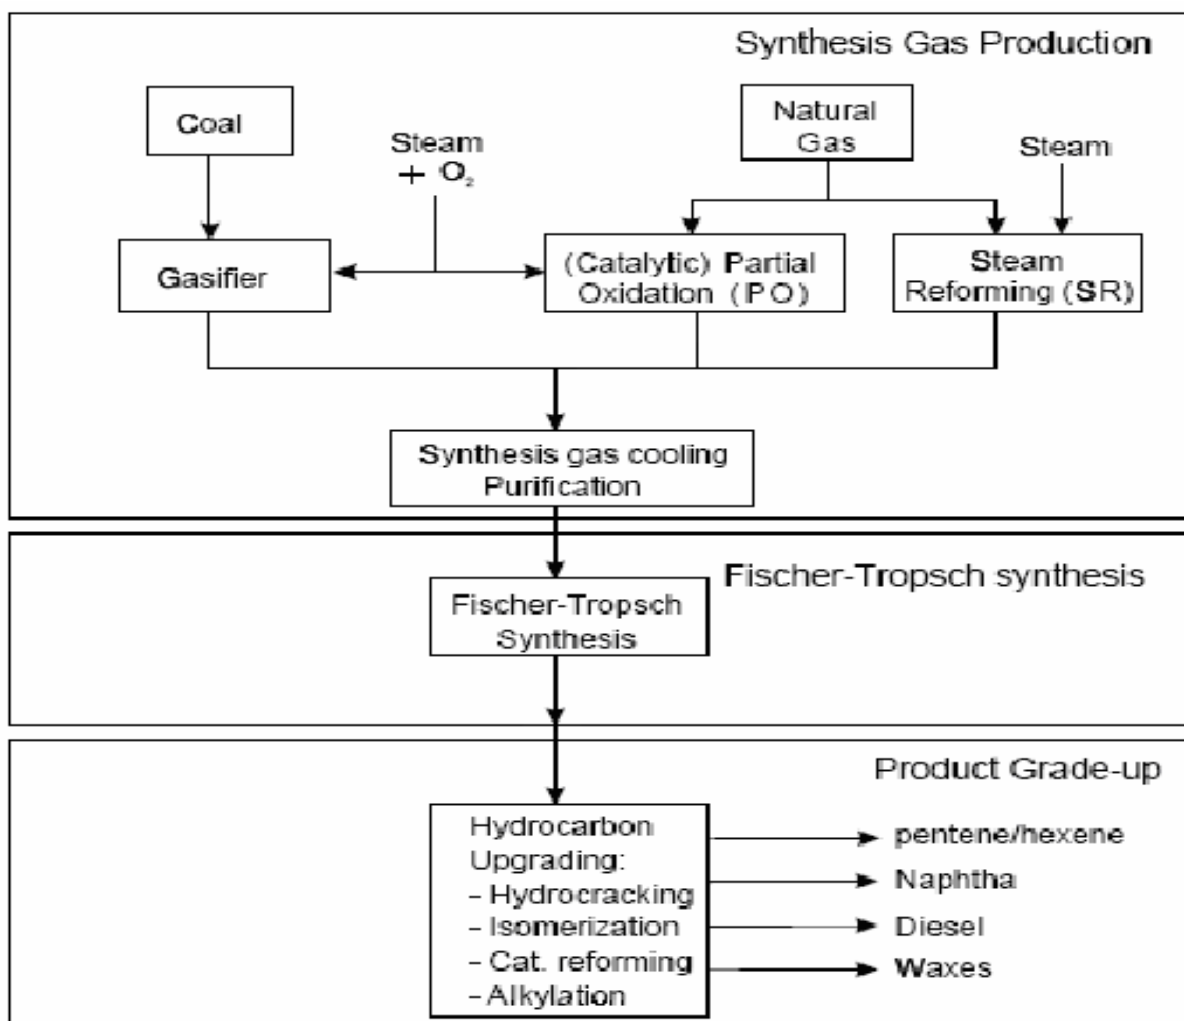 Synthesis Gas Production
Coal
Steam
+ O₂
Natural
Gas
Steam
Gasifier
(Catalytic) Partial
Oxidation (PO)
Steam
Reforming (SR)
Synthesis gas cooling
Purification
Fischer-Tropsch synthesis
Fischer-Tropsch
Synthesis
Product Grade-up
Hydrocarbon
Upgrading:
- Hydrocracking
- Isomerization
- Cat. reforming
- Alkylation
pentene/hexene
Naphtha
Diesel
Waxes